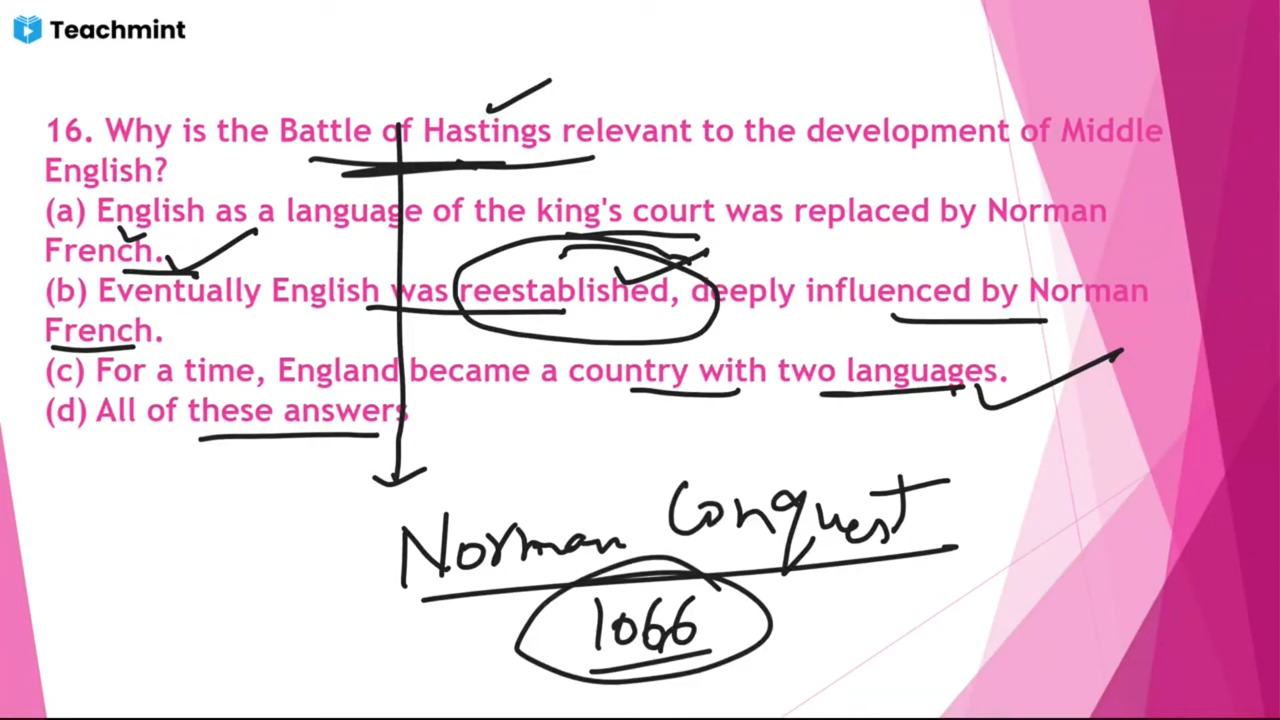 Teachmint
16. Why is the Battle of Hastings relevant to the development of Middle
English?
(a) English as a language of the king's court was replaced by Norman
French.
(b) Eventually English was reestablished, deeply influenced by Norman
French.
(c) For a time, England became a country with two languages.
(d) All of these answers
Norman Conquest
1066